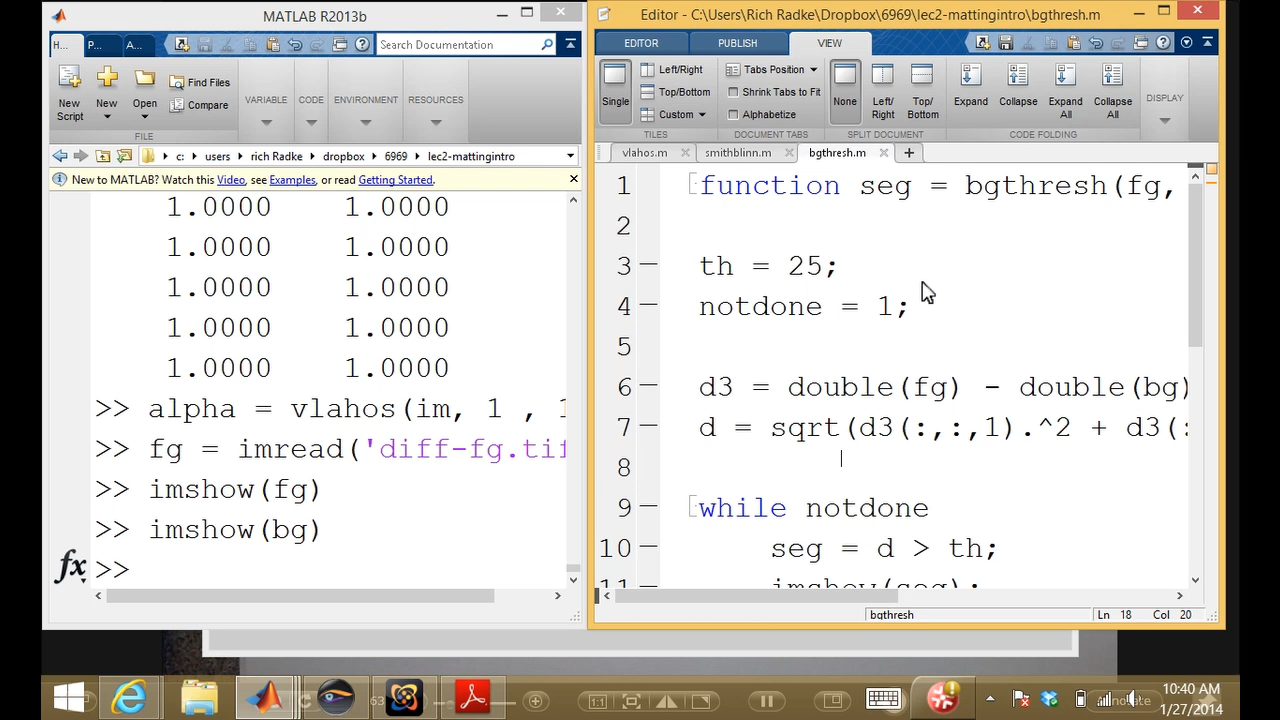 MATLAB R2013b
H... P... A... Search Documentation
New Script New Open Find Files Compare
FILE
VARIABLE CODE ENVIRONMENT RESOURCES
c: users rich Radke dropbox 6969 lec2-mattingintro
New to MATLAB? Watch this Video, see Examples, or read Getting Started.
1.0000 1.0000
1.0000 1.0000
1.0000 1.0000
1.0000 1.0000
1.0000 1.0000
>> alpha = vlahos(im, 1 , 1
>> fg = imread('diff-fg.tif
>> imshow(fg)
>> imshow(bg)
fx >>
Editor - C:\Users\Rich Radke\Dropbox\6969\lec2-mattingintro\bgthresh.m
EDITOR PUBLISH VIEW
Single Left/Right Top/Bottom Custom
TILES
Tabs Position Shrink Tabs to Fit Alphabetize
DOCUMENT TABS
None Left/Right Top/Bottom
SPLIT DOCUMENT
Expand Collapse Expand All Collapse All
CODE FOLDING
DISPLAY
vlahos.m smithblinn.m bgthresh.m
1 function seg = bgthresh(fg,
2
3 th = 25;
4 notdone = 1;
5
6 d3 = double(fg) - double(bg)
7 d = sqrt(d3(:,:,1).^2 + d3(:
8
9 while notdone
10 seg = d > th;
11 imshow(seg);
bgthresh Ln 18 Col 20
10:40 AM
1/27/2014